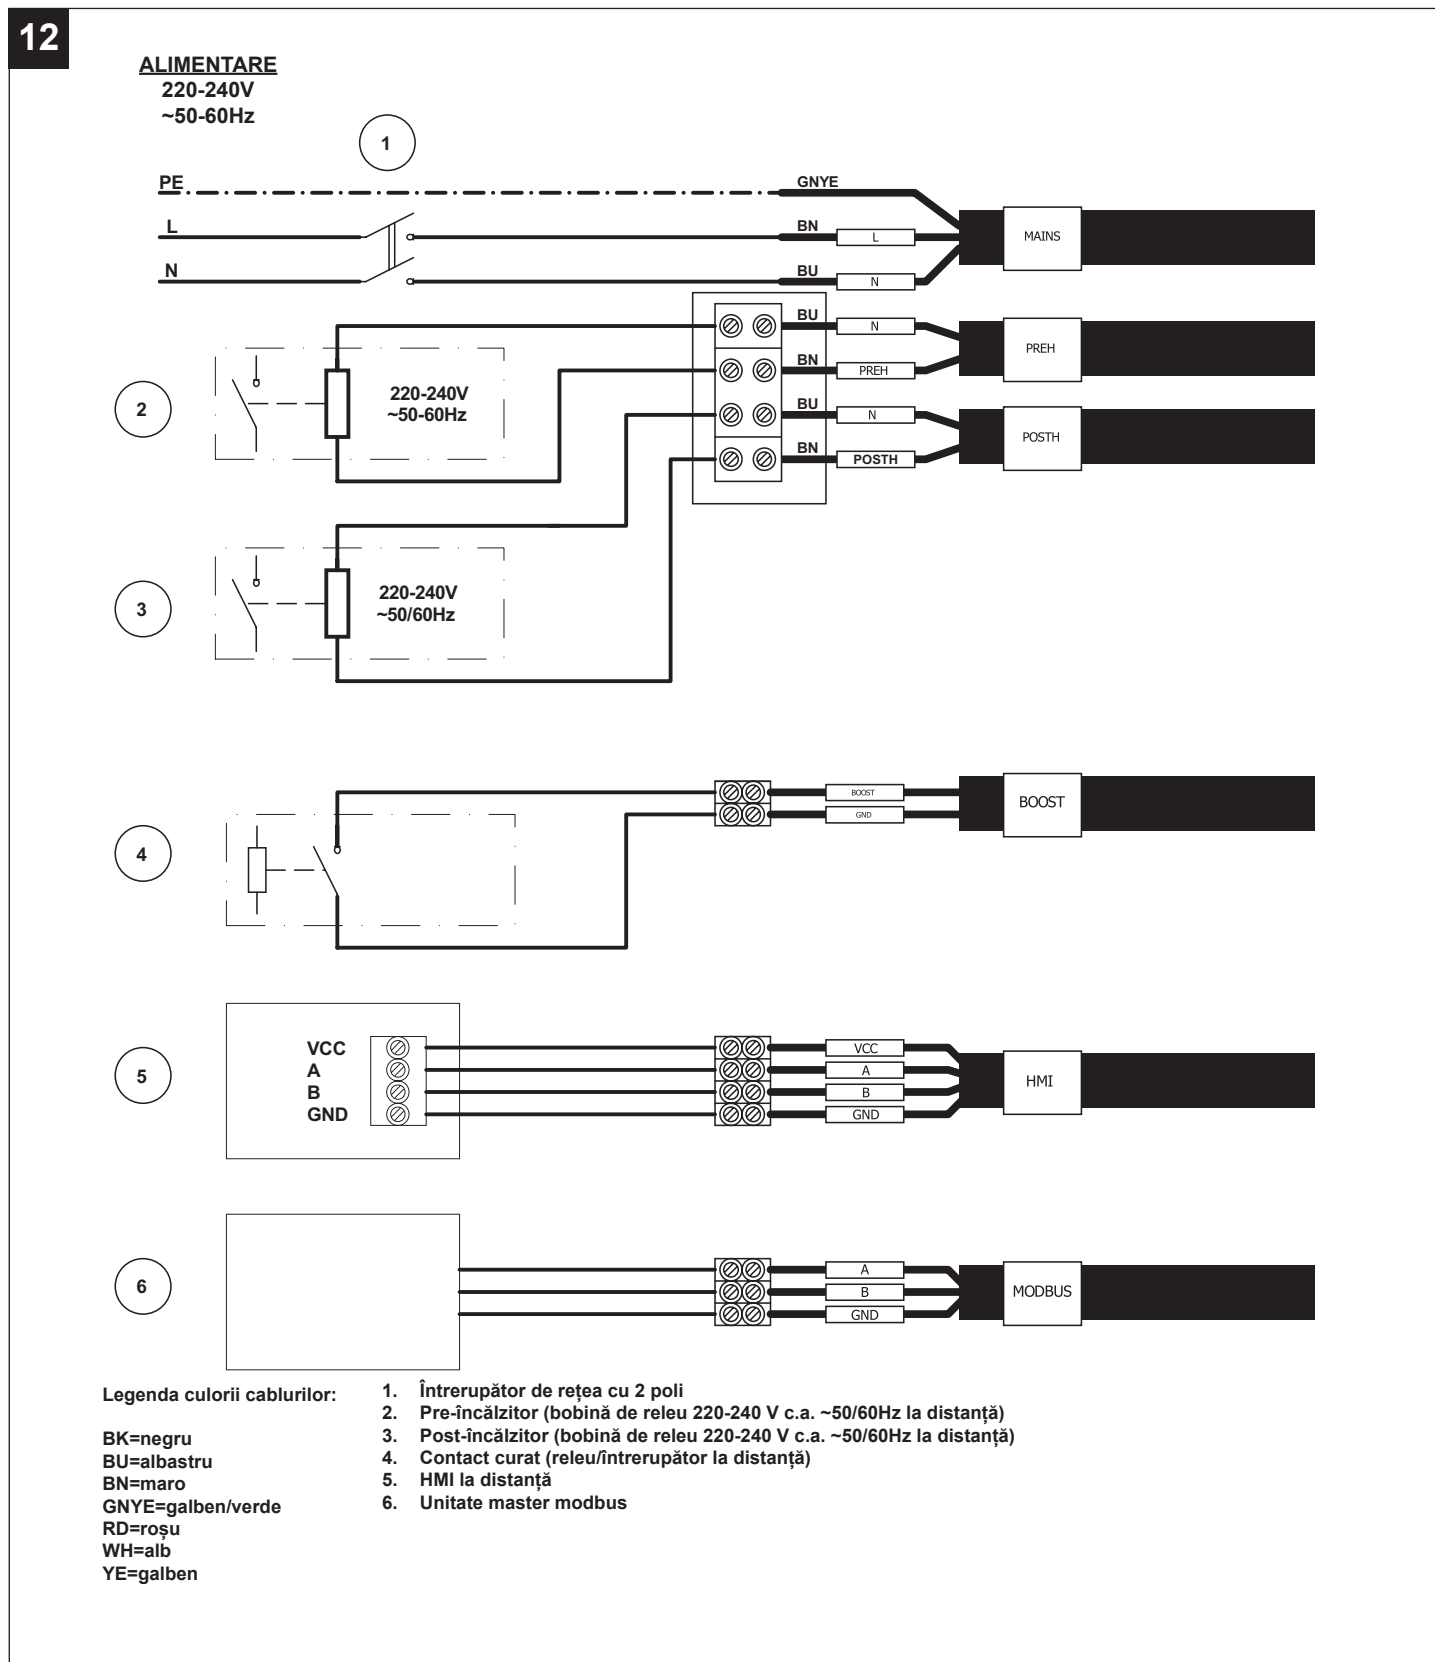 12
ALIMENTARE
220-240V
~50-60Hz
1
PE
GNYE
L
BN
L
MAINS
N
BU
N
BU
N
PREH
BN
PREH
2
220-240V
~50-60Hz
BU
N
POSTH
BN
POSTH
3
220-240V
~50/60Hz
BOOST
GND
BOOST
4
VCC
A
B
GND
VCC
A
B
GND
HMI
5
A
B
GND
MODBUS
6
Legenda culorii cablurilor:
BK=negru
BU=albastru
BN=maro
GNYE=galben/verde
RD=roșu
WH=alb
YE=galben
1. Întrerupător de rețea cu 2 poli
2. Pre-încălzitor (bobină de releu 220-240 V c.a. ~50/60Hz la distanță)
3. Post-încălzitor (bobină de releu 220-240 V c.a. ~50/60Hz la distanță)
4. Contact curat (releu/întrerupător la distanță)
5. HMI la distanță
6. Unitate master modbus